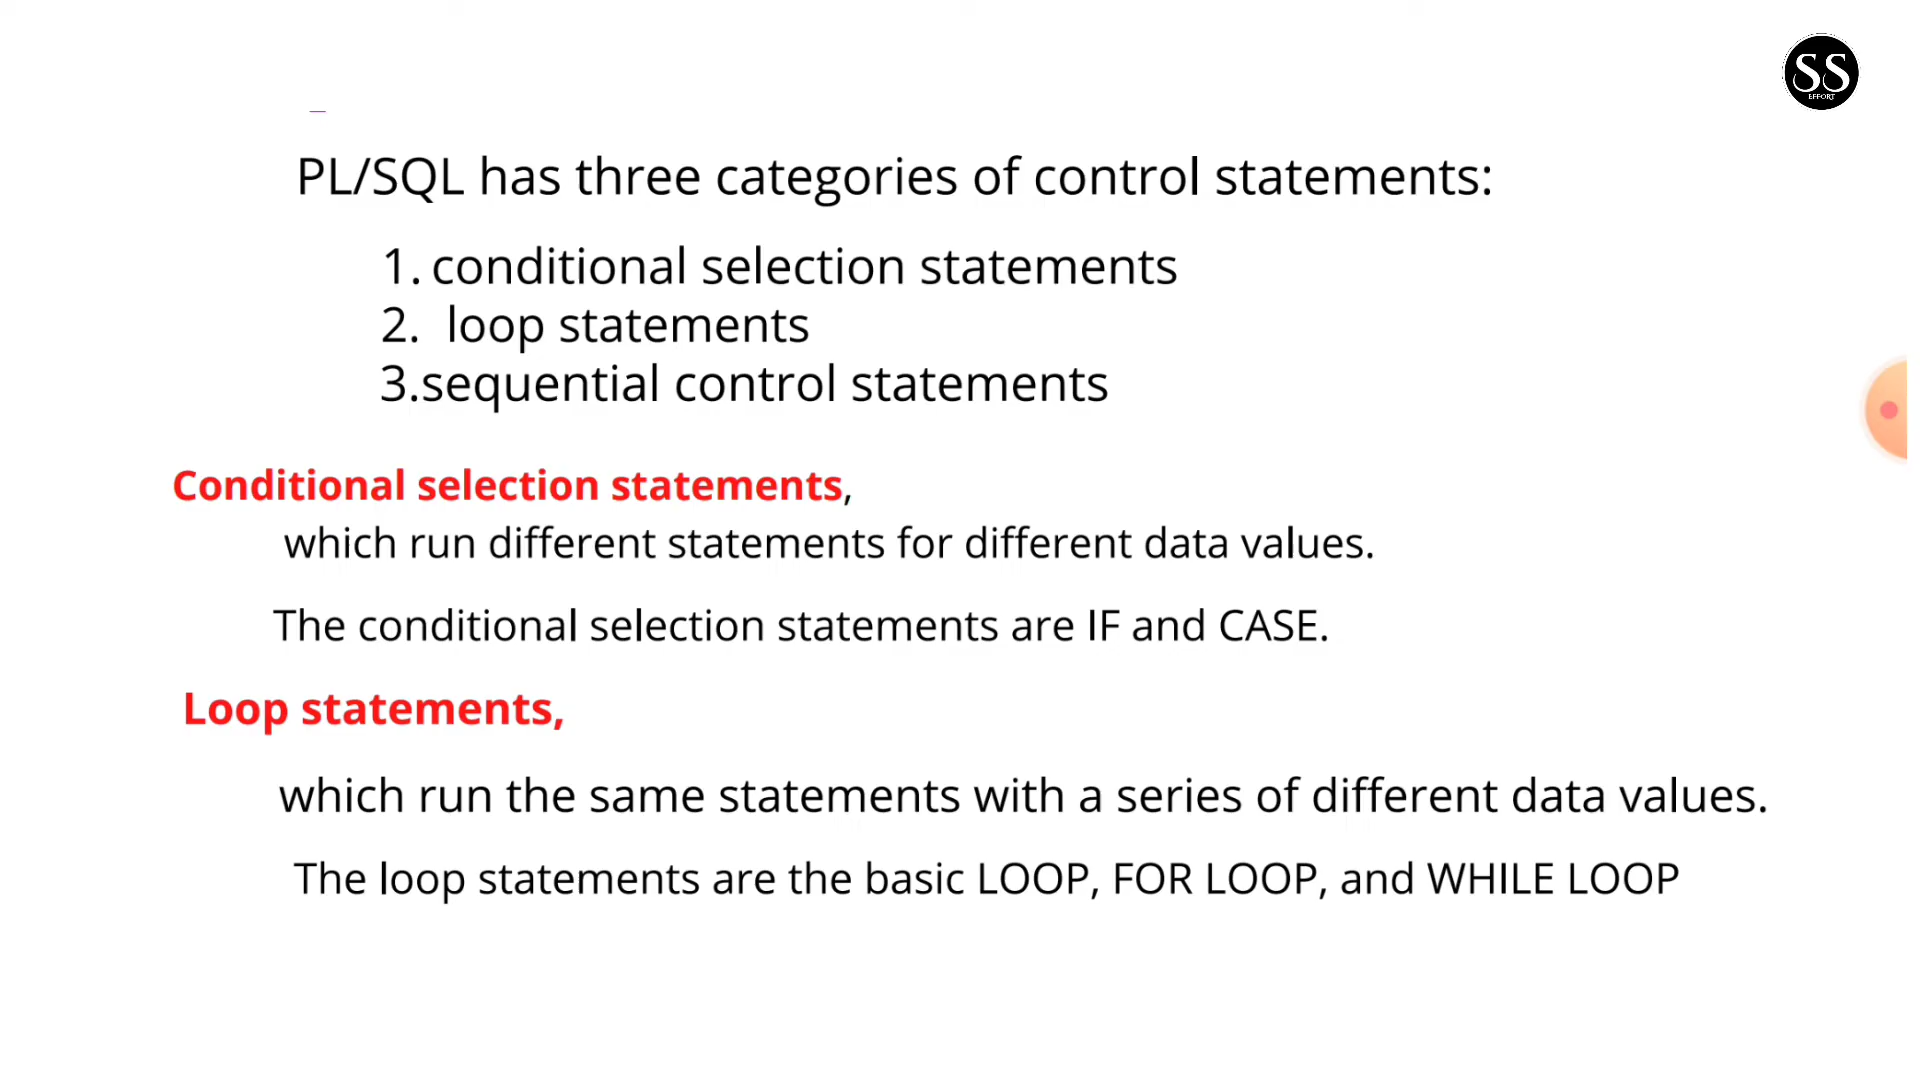 SS
EFFORT
PL/SQL has three categories of control statements:
1. conditional selection statements
2. loop statements
3.sequential control statements
Conditional selection statements,
which run different statements for different data values.
The conditional selection statements are IF and CASE.
Loop statements,
which run the same statements with a series of different data values.
The loop statements are the basic LOOP, FOR LOOP, and WHILE LOOP